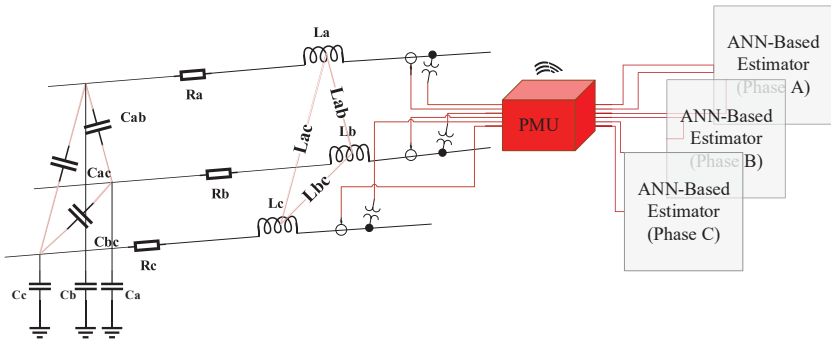 La
ANN-Based
Estimator
(Phase A)
Ra
Lab
PMU
ANN-Based
Estimator
(Phase B)
Cab
Lac
Lb
Cac
Rb
Lbc
ANN-Based
Estimator
(Phase C)
Lc
Cbc
Rc
Cc
Cb
Ca